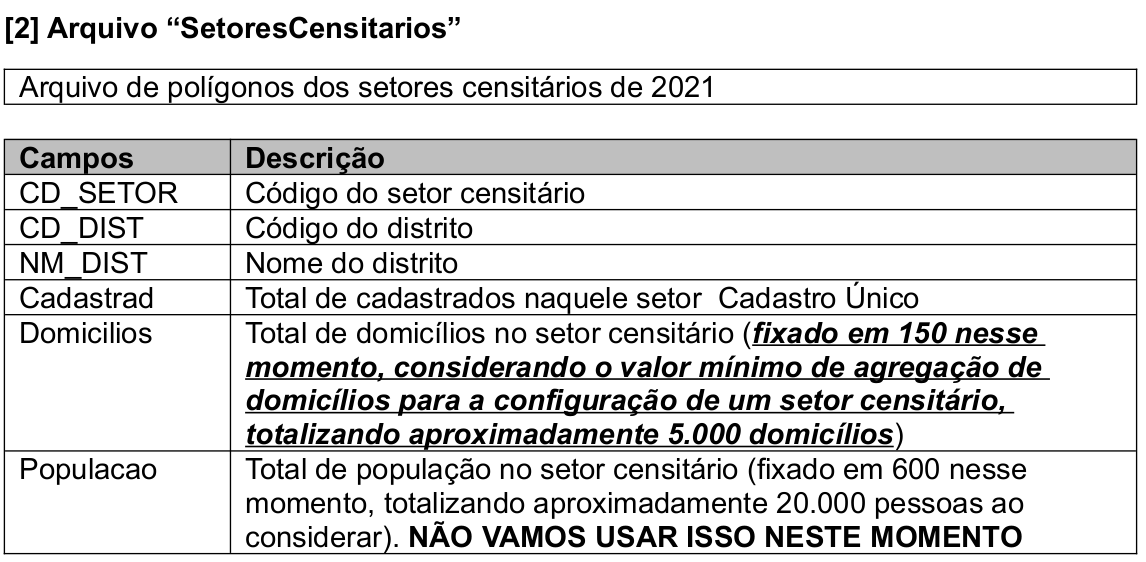 [2] Arquivo “SetoresCensitarios”
Arquivo de polígonos dos setores censitários de 2021
Campos Descrição
CD_SETOR Código do setor censitário
CD_DIST Código do distrito
NM_DIST Nome do distrito
Cadastrad Total de cadastrados naquele setor  Cadastro Único
Domicilios Total de domicílios no setor censitário (fixado em 150 nesse
momento, considerando o valor mínimo de agregação de
domicílios para a configuração de um setor censitário,
totalizando aproximadamente 5.000 domicílios)
Populacao Total de população no setor censitário (fixado em 600 nesse
momento, totalizando aproximadamente 20.000 pessoas ao
considerar). NÃO VAMOS USAR ISSO NESTE MOMENTO